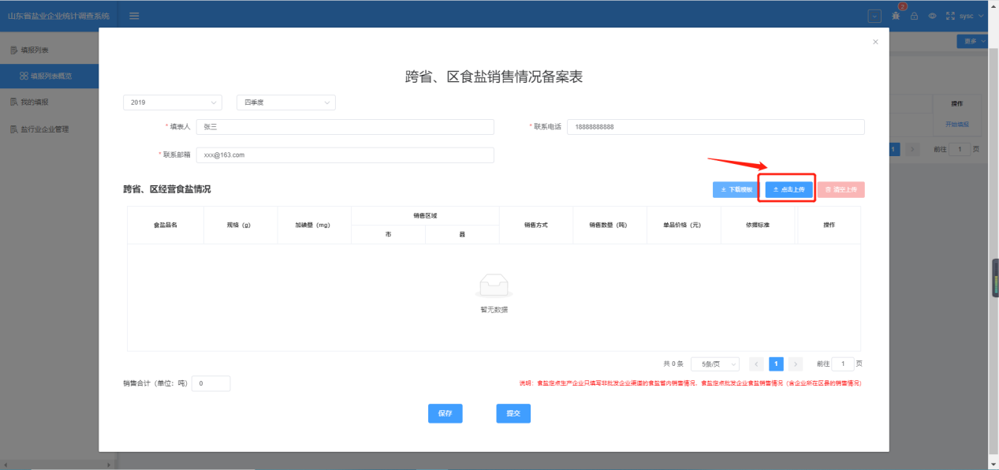 山东省盐业企业统计调查系统
2
sysc
填报列表
填报列表概览
我的填报
盐行业企业管理
更多
操作
开始填报
1
前往 1 页
跨省、区食盐销售情况备案表
2019 四季度
* 填表人 张三 * 联系电话 18888888888
* 联系邮箱 xxx@163.com
跨省、区经营食盐情况 下载模板 点击上传 清空上传
食盐品名 规格（g） 加碘量（mg） 销售区域 市 县 销售方式 销售数量（吨） 单品价格（元） 依据标准 操作
暂无数据
共 0 条 5条/页 1 前往 1 页
销售合计（单位：吨） 0
说明：食盐定点生产企业只填写非批发企业渠道的食盐省内销售情况，食盐定点批发企业食盐销售情况（含企业所在区县的销售情况）
保存 提交